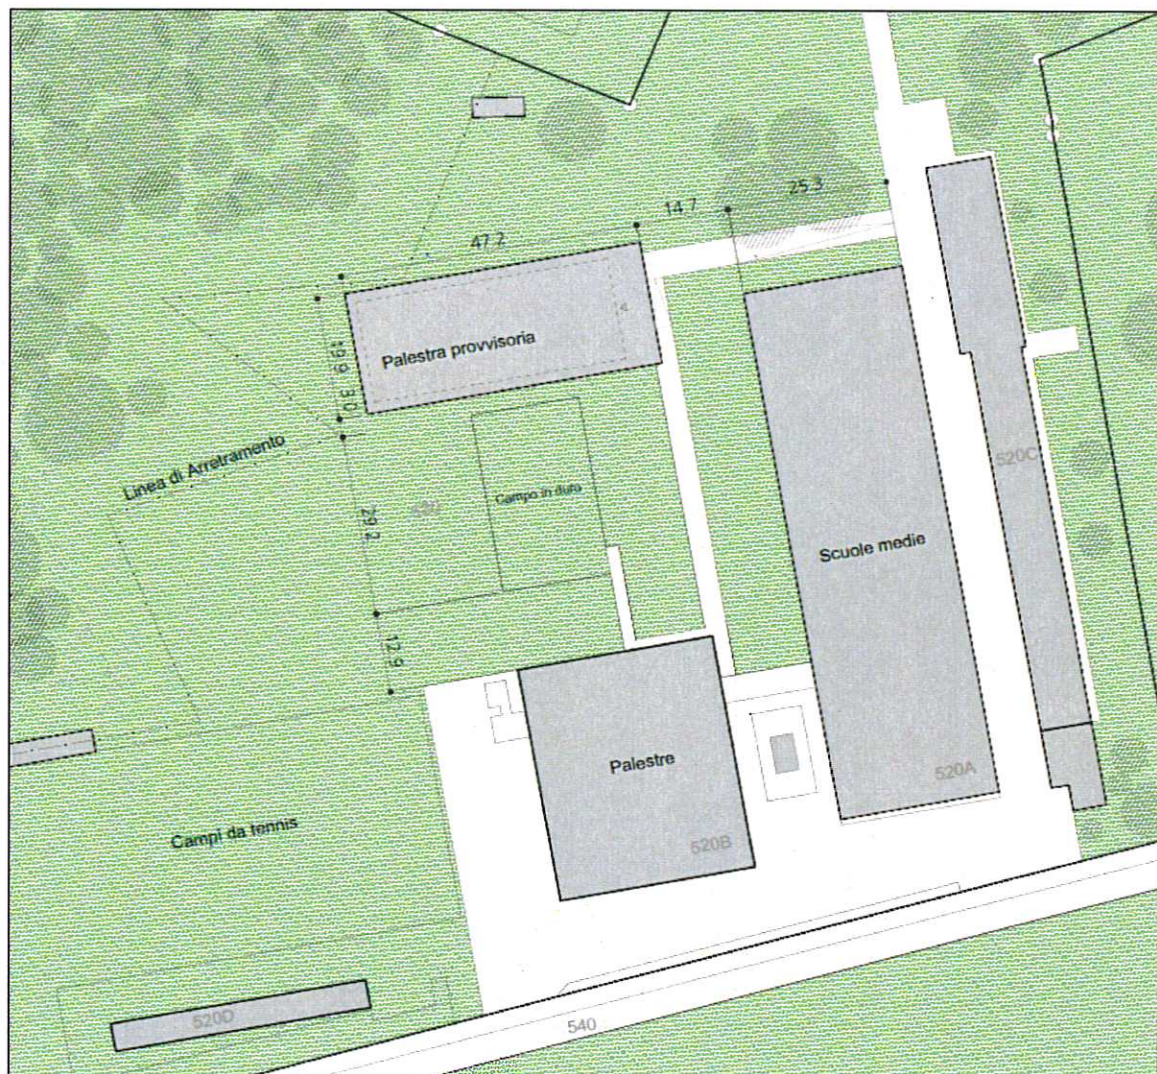 25.3
14.7
47.2
Palestra provvisoria
19.9
3.0
Linea di Arretramento
Campo in duro
520
29.2
520C
Scuole medie
12.9
Palestre
520A
520B
Campi da tennis
520D
540